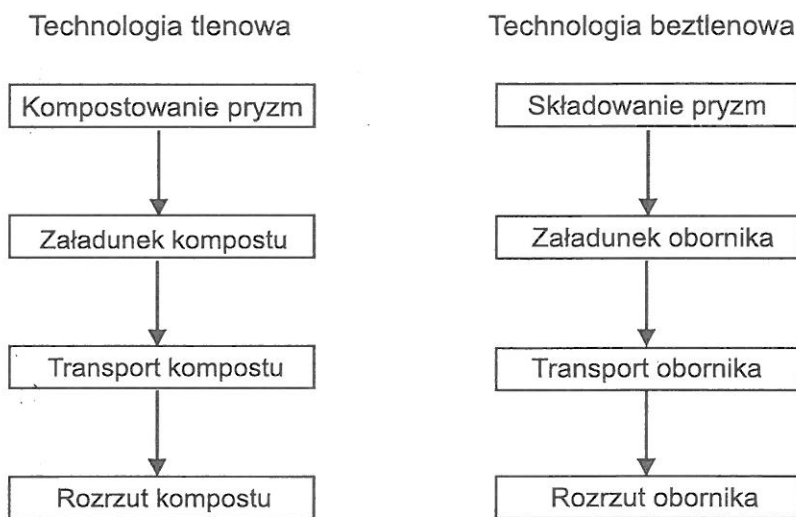 Technologia tlenowa
Kompostowanie pryzm
Załadunek kompostu
Transport kompostu
Rozrzut kompostu
Technologia beztlenowa
Składowanie pryzm
Załadunek obornika
Transport obornika
Rozrzut obornika